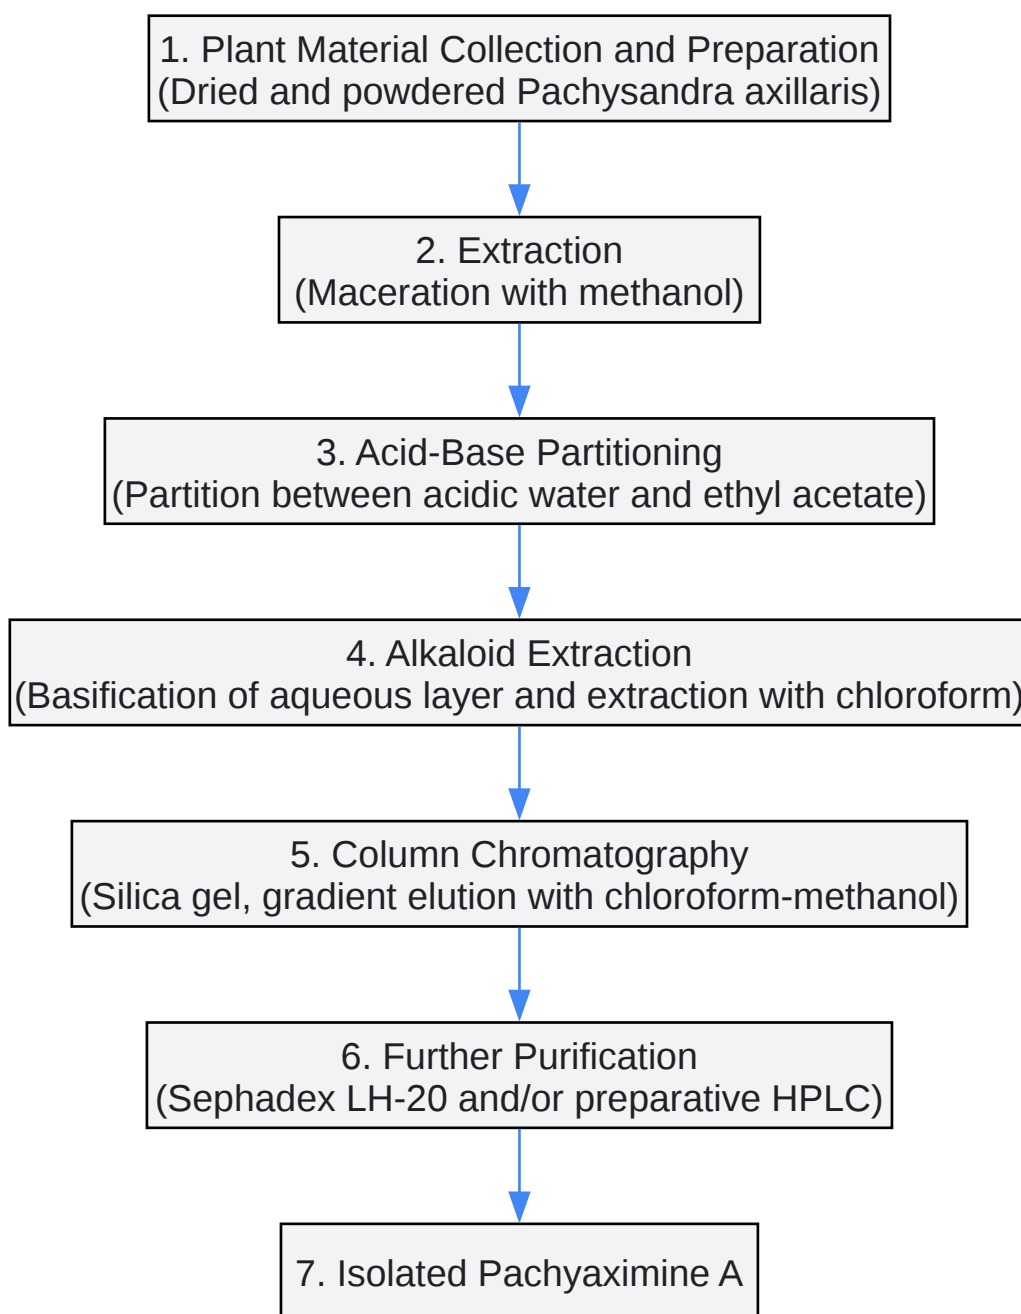 1. Plant Material Collection and Preparation
(Dried and powdered Pachysandra axillaris)
2. Extraction
(Maceration with methanol)
3. Acid-Base Partitioning
(Partition between acidic water and ethyl acetate)
4. Alkaloid Extraction
(Basification of aqueous layer and extraction with chloroform)
5. Column Chromatography
(Silica gel, gradient elution with chloroform-methanol)
6. Further Purification
(Sephadex LH-20 and/or preparative HPLC)
7. Isolated Pachyaximine A